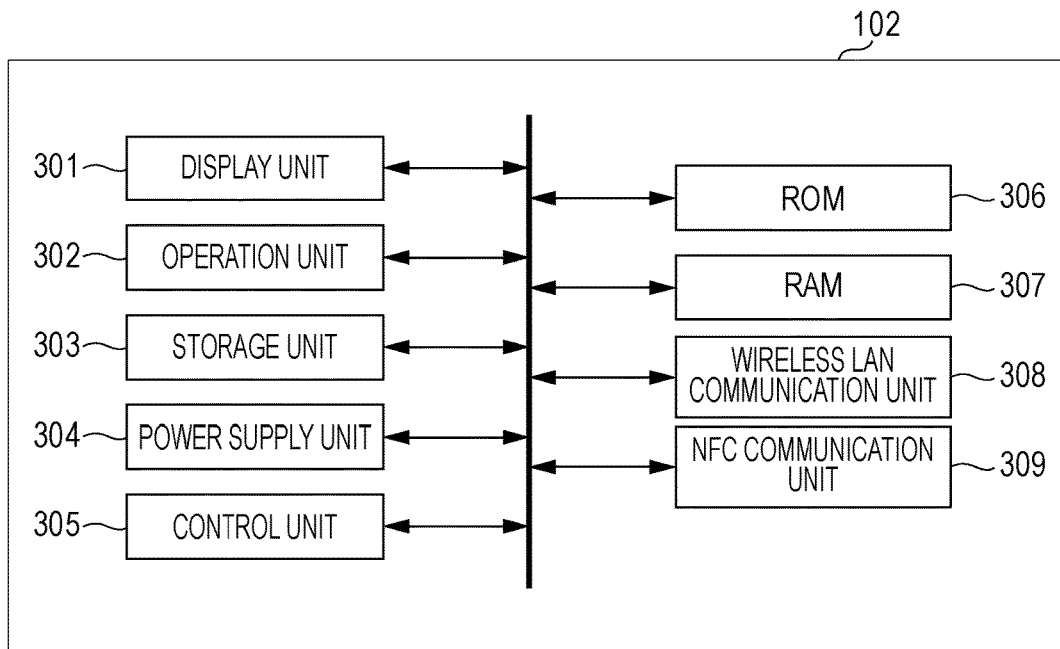 102
301
DISPLAY UNIT
302
OPERATION UNIT
303
STORAGE UNIT
304
POWER SUPPLY UNIT
305
CONTROL UNIT
ROM
306
RAM
307
WIRELESS LAN
COMMUNICATION UNIT
308
NFC COMMUNICATION
UNIT
309